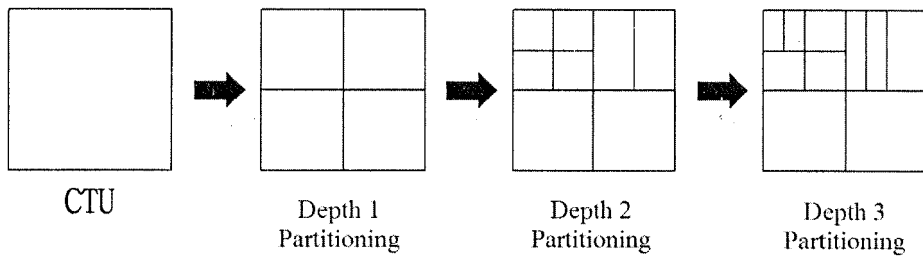 CTU
Depth 1
Partitioning
Depth 2
Partitioning
Depth 3
Partitioning